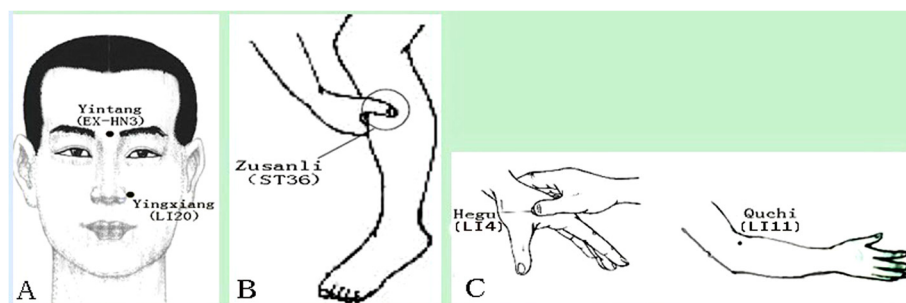 Yintang
(EX-HN3)
Yingxiang
(LI20)
A
Zusanli
(ST36)
B
Hegu
(LI4)
Quchi
(LI11)
C